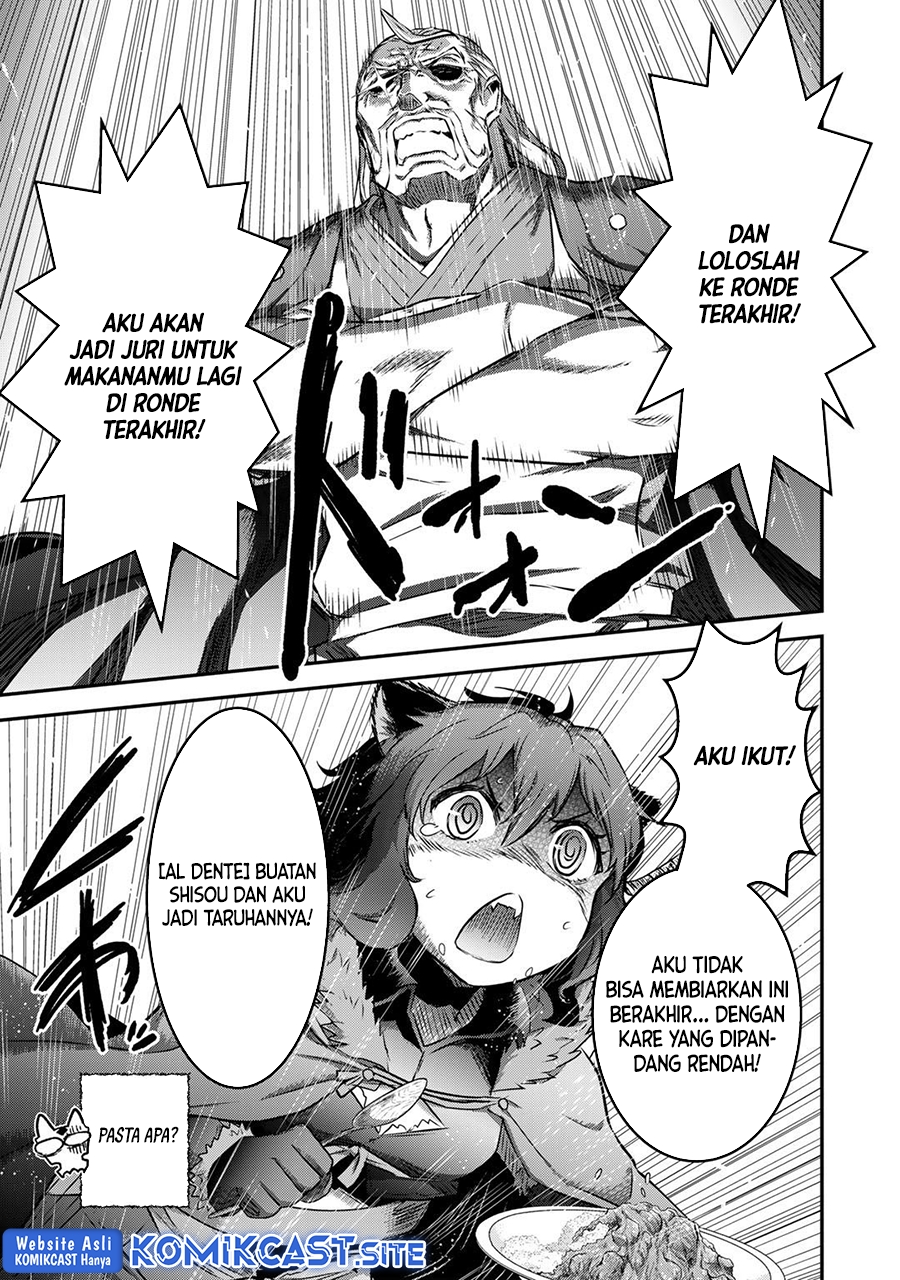 DAN
LOLOSLAH
KE RONDE
TERAKHIR!
AKU AKAN
JADI JURI UNTUK
MAKANANMU LAGI
DI RONDE
TERAKHIR!
ドォォーン
AKU IKUT!
AKU TIDAK
BISA MEMBIARKAN INI
BERAKHIR... DENGAN
KARE YANG DIPAN-
DANG RENDAH!
[AL DENTE] BUATAN
SHISOU DAN AKU
JADI TARUHANNYA!
PASTA APA?
Website Asli
KOMIKCAST Hanya
KOMIKCAST.SITE